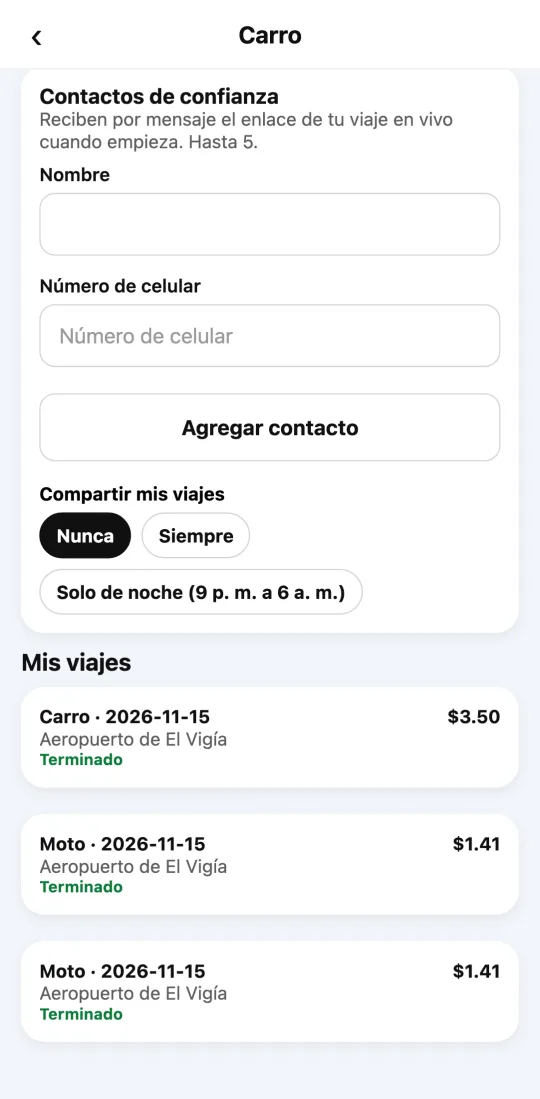 ‹
Carro
Contactos de confianza
Reciben por mensaje el enlace de tu viaje en vivo
cuando empieza. Hasta 5.
Nombre
Número de celular
Número de celular
Agregar contacto
Compartir mis viajes
Nunca
Siempre
Solo de noche (9 p. m. a 6 a. m.)
Mis viajes
Carro · 2026-11-15 $3.50
Aeropuerto de El Vigía
Terminado
Moto · 2026-11-15 $1.41
Aeropuerto de El Vigía
Terminado
Moto · 2026-11-15 $1.41
Aeropuerto de El Vigía
Terminado